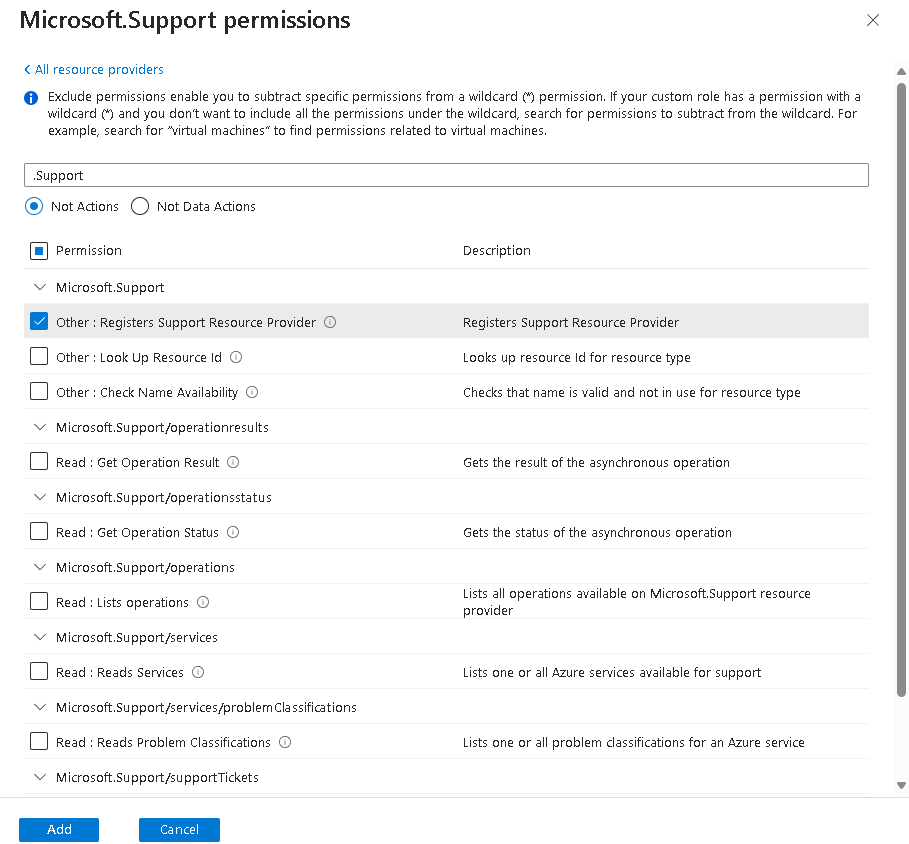 Microsoft.Support permissions
All resource providers
Exclude permissions enable you to subtract specific permissions from a wildcard (*) permission. If your custom role has a permission with a
wildcard (*) and you don't want to include all the permissions under the wildcard, search for permissions to subtract from the wildcard. For
example, search for "virtual machines" to find permissions related to virtual machines.
.Support
Not Actions Not Data Actions
Permission Description
Microsoft.Support
Other : Registers Support Resource Provider Registers Support Resource Provider
Other : Look Up Resource Id Looks up resource Id for resource type
Other : Check Name Availability Checks that name is valid and not in use for resource type
Microsoft.Support/operationresults
Read : Get Operation Result Gets the result of the asynchronous operation
Microsoft.Support/operationsstatus
Read : Get Operation Status Gets the status of the asynchronous operation
Microsoft.Support/operations
Read : Lists operations Lists all operations available on Microsoft.Support resource
provider
Microsoft.Support/services
Read : Reads Services Lists one or all Azure services available for support
Microsoft.Support/services/problemClassifications
Read : Reads Problem Classifications Lists one or all problem classifications for an Azure service
Microsoft.Support/supportTickets
Add Cancel